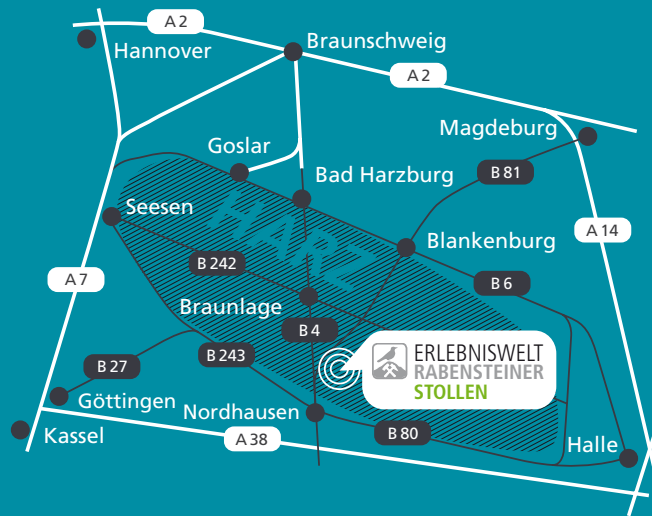 A 2
Hannover
Braunschweig
A 2
Magdeburg
Goslar
Bad Harzburg
B 81
HARZ
Seesen
Blankenburg
A 14
B 242
A 7
B 6
Braunlage
B 4
B 27
B 243
ERLEBNISWELT
RABENSTEINER
STOLLEN
Göttingen
Nordhausen
Kassel
A 38
B 80
Halle